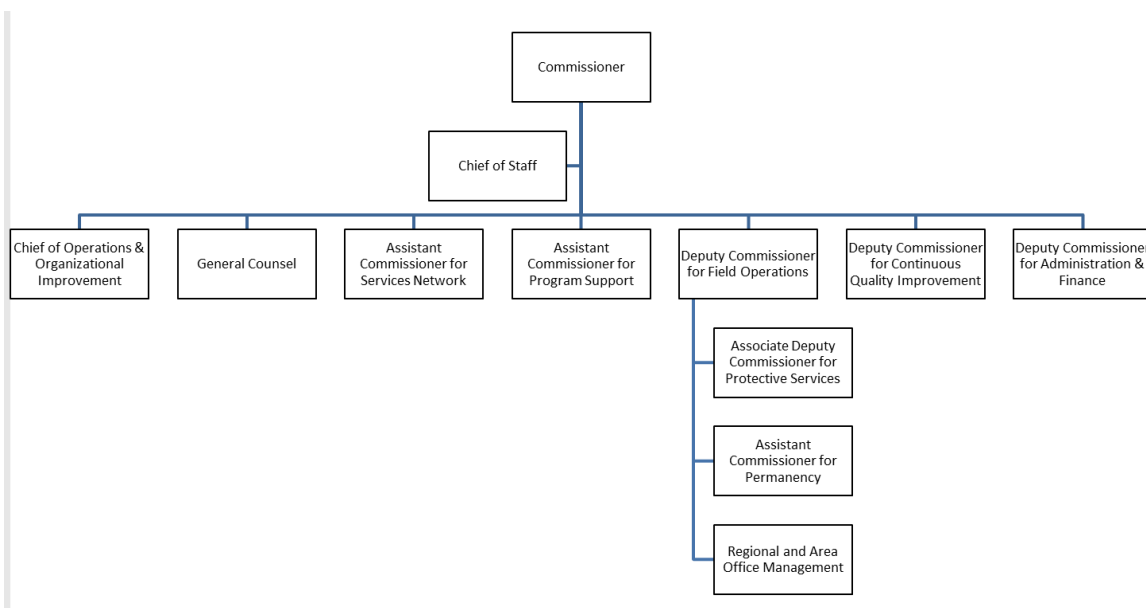 Commissioner
Chief of Staff
Chief of Operations &
Organizational
Improvement
General Counsel
Assistant
Commissioner for
Services Network
Assistant
Commissioner for
Program Support
Deputy Commissioner
for Field Operations
Deputy Commissioner
for Continuous
Quality Improvement
Deputy Commissioner
for Administration &
Finance
Associate Deputy
Commissioner for
Protective Services
Assistant
Commissioner for
Permanency
Regional and Area
Office Management